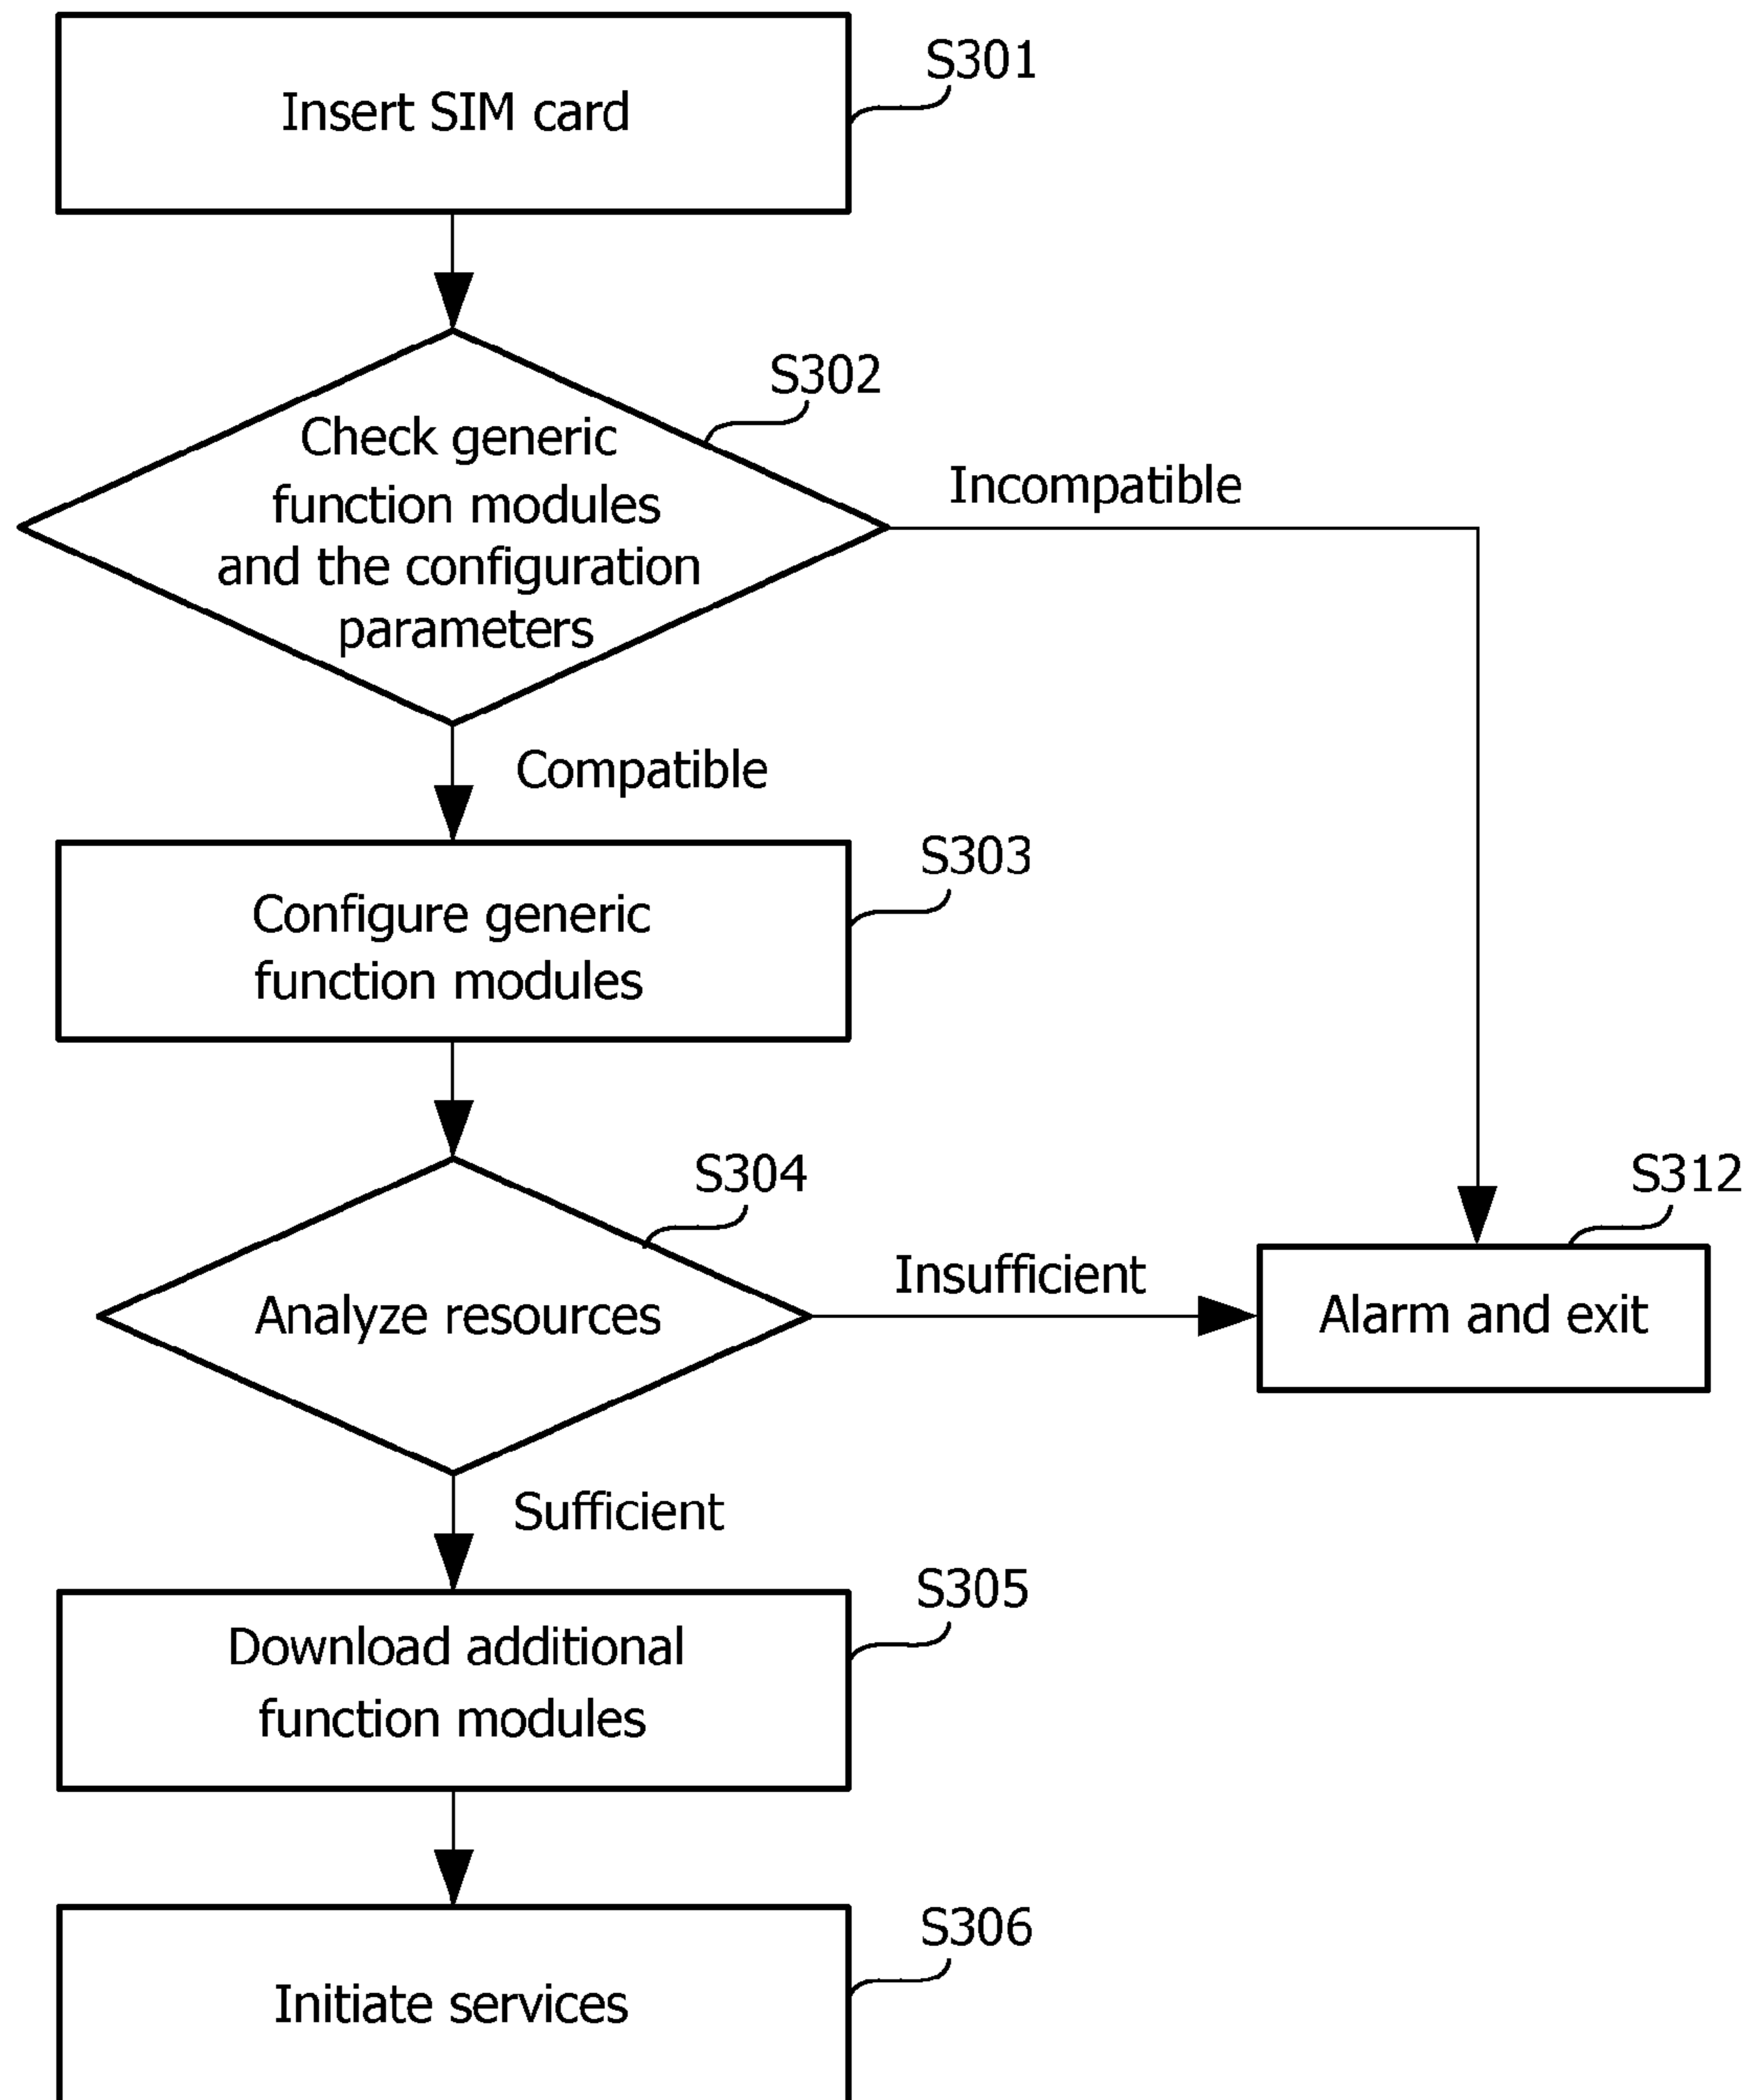 Insert SIM card
S301
S302
Check generic
function modules
and the configuration
parameters
Incompatible
Compatible
S303
Configure generic
function modules
S304
Analyze resources
Insufficient
S312
Alarm and exit
Sufficient
S305
Download additional
function modules
S306
Initiate services